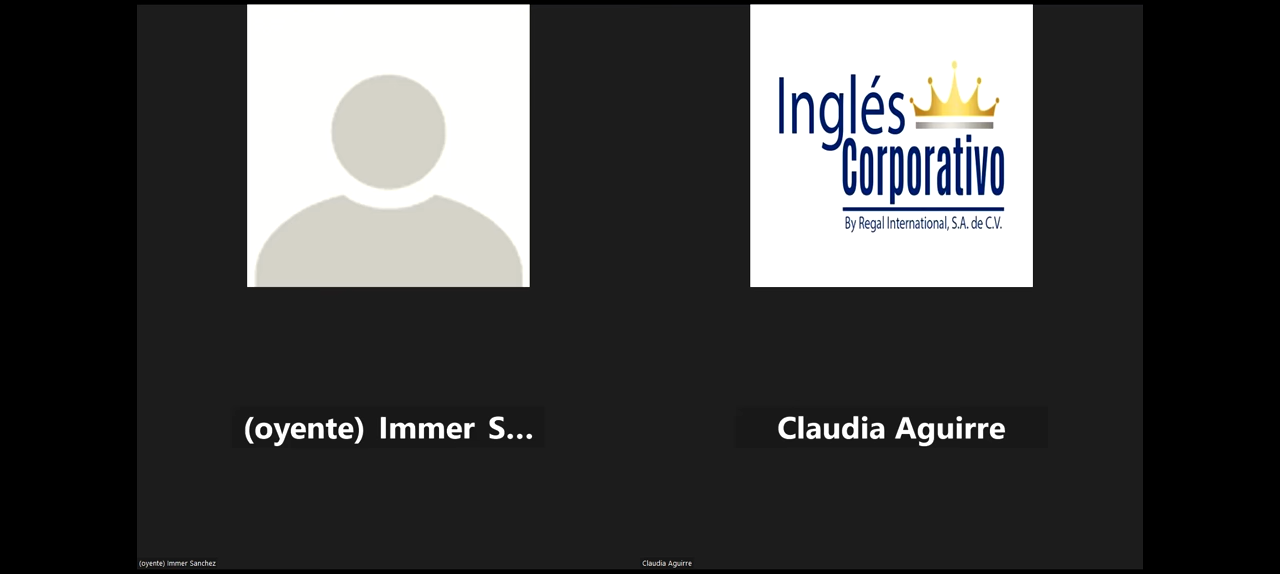 Inglés
Corporativo
By Regal International, S.A. de C.V.
(oyente) Immer S...
Claudia Aguirre
(oyente) Immer Sanchez
Claudia Aguirre